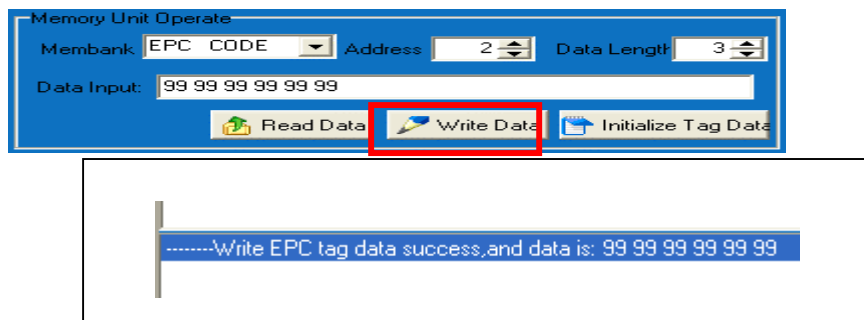 Memory Unit Operate
Membank EPC CODE Address 2 Data Length 3
Data Input: 99 99 99 99 99 99
Read Data Write Data Initialize Tag Data
--------Write EPC tag data success,and data is: 99 99 99 99 99 99